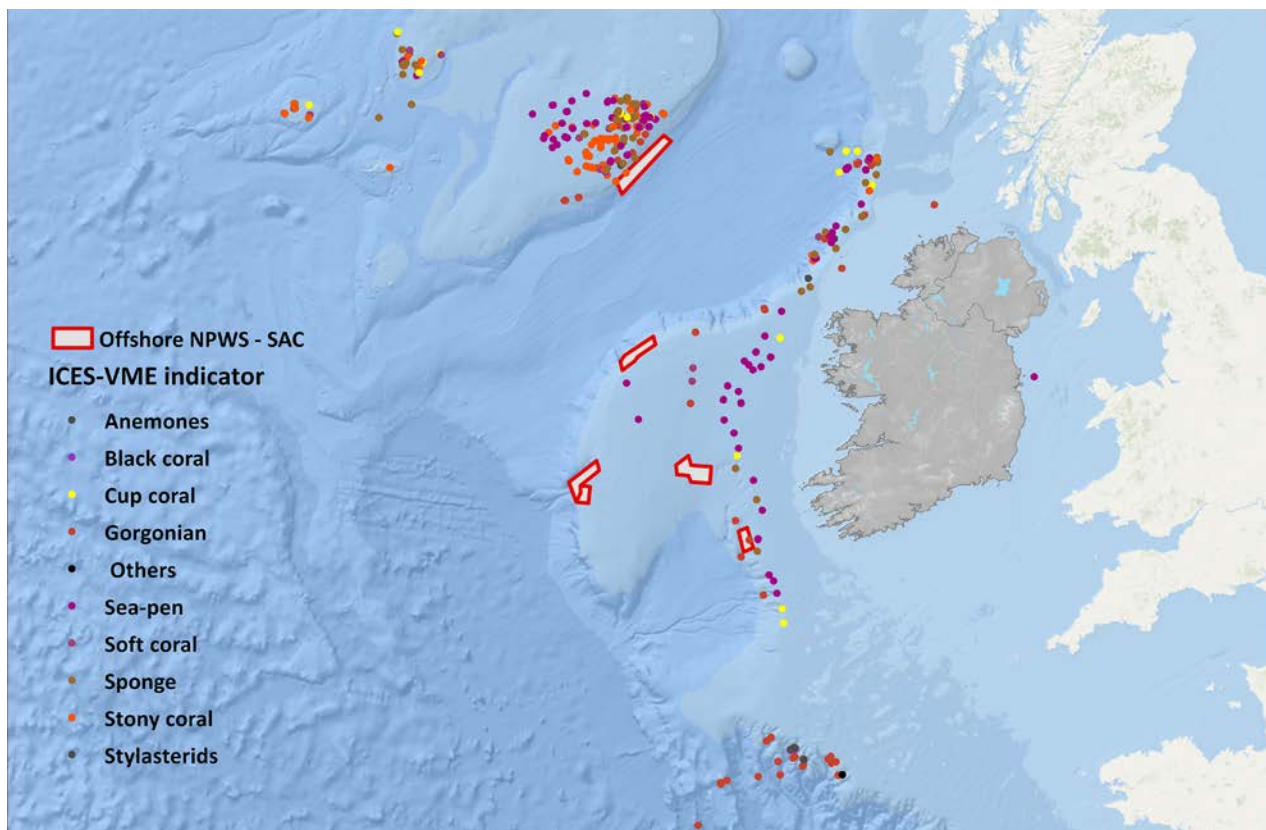 Offshore NPWS - SAC
ICES-VME indicator
Anemones
Black coral
Cup coral
Gorgonian
Others
Sea-pen
Soft coral
Sponge
Stony coral
Stylasterids